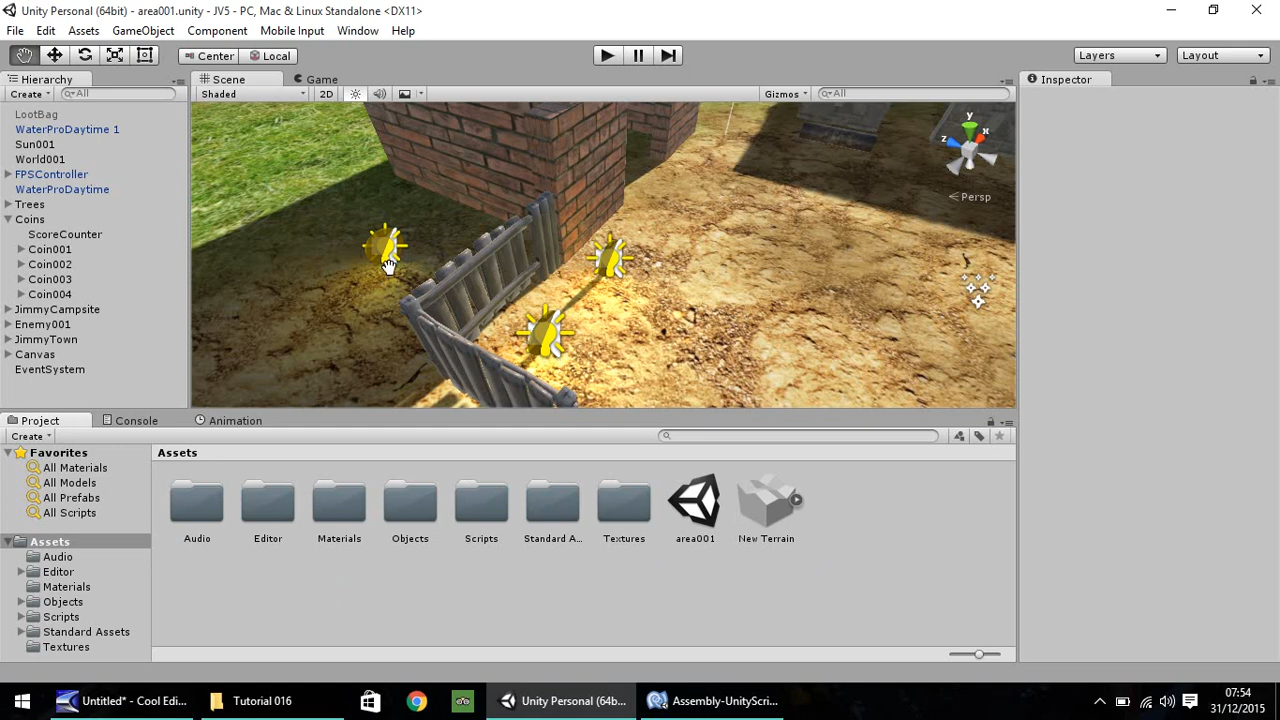 Unity Personal (64bit) - area001.unity - JV5 - PC, Mac & Linux Standalone <DX11>
File Edit Assets GameObject Component Mobile Input Window Help
Center Local Layers Layout
Hierarchy Scene Game Inspector
Create All Shaded 2D Gizmos All
LootBag
WaterProDaytime 1
Sun001
World001
FPSController
WaterProDaytime
Trees
Coins
ScoreCounter
Coin001
Coin002
Coin003
Coin004
JimmyCampsite
Enemy001
JimmyTown
Canvas
EventSystem
y
x
z
Persp
Project Console Animation
Create
Favorites
All Materials
All Models
All Prefabs
All Scripts
Assets
Audio
Editor
Materials
Objects
Scripts
Standard Assets
Textures
Assets
Audio Editor Materials Objects Scripts Standard A... Textures area001 New Terrain
Untitled* - Cool Edi... Tutorial 016 Unity Personal (64b... Assembly-UnityScri...
07:54
31/12/2015